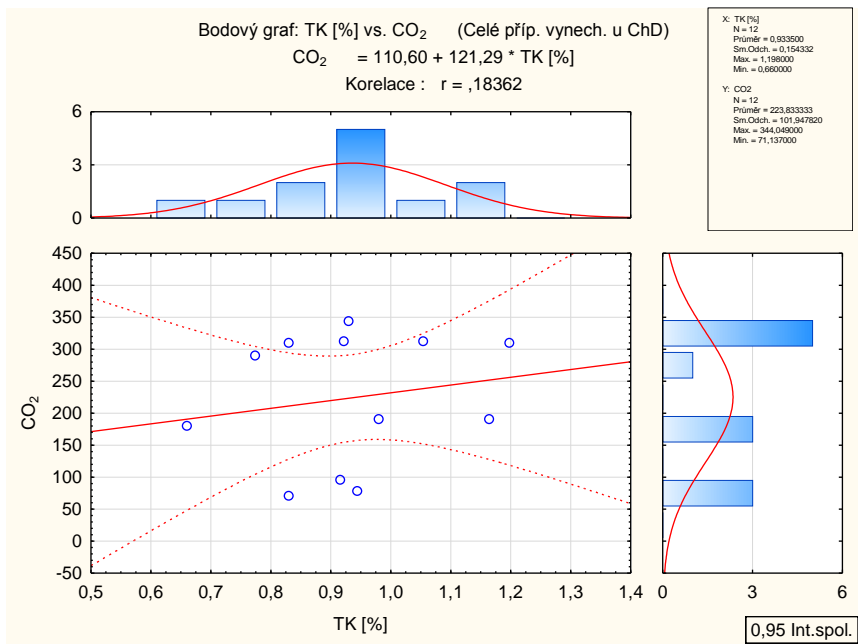 Bodový graf: TK [%] vs. CO2 (Celé příp. vynech. u ChD)
CO2 = 110,60 + 121,29 * TK [%]
Korelace : r = ,18362
X: TK [%]
N = 12
Průměr = 0,933500
Sm.Odch. = 0,154332
Max. = 1,198000
Min. = 0,660000
Y: CO2
N = 12
Průměr = 223,833333
Sm.Odch. = 101,947820
Max. = 344,049000
Min. = 71,137000
6
3
0
450
400
350
300
250
200
150
100
50
0
-50
CO2
0,5 0,6 0,7 0,8 0,9 1,0 1,1 1,2 1,3 1,4
TK [%]
0 3 6
0,95 Int.spol.